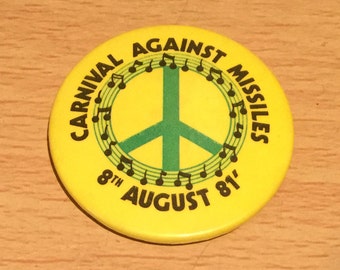 CARNIVAL AGAINST MISSILES
8TH AUGUST 81'